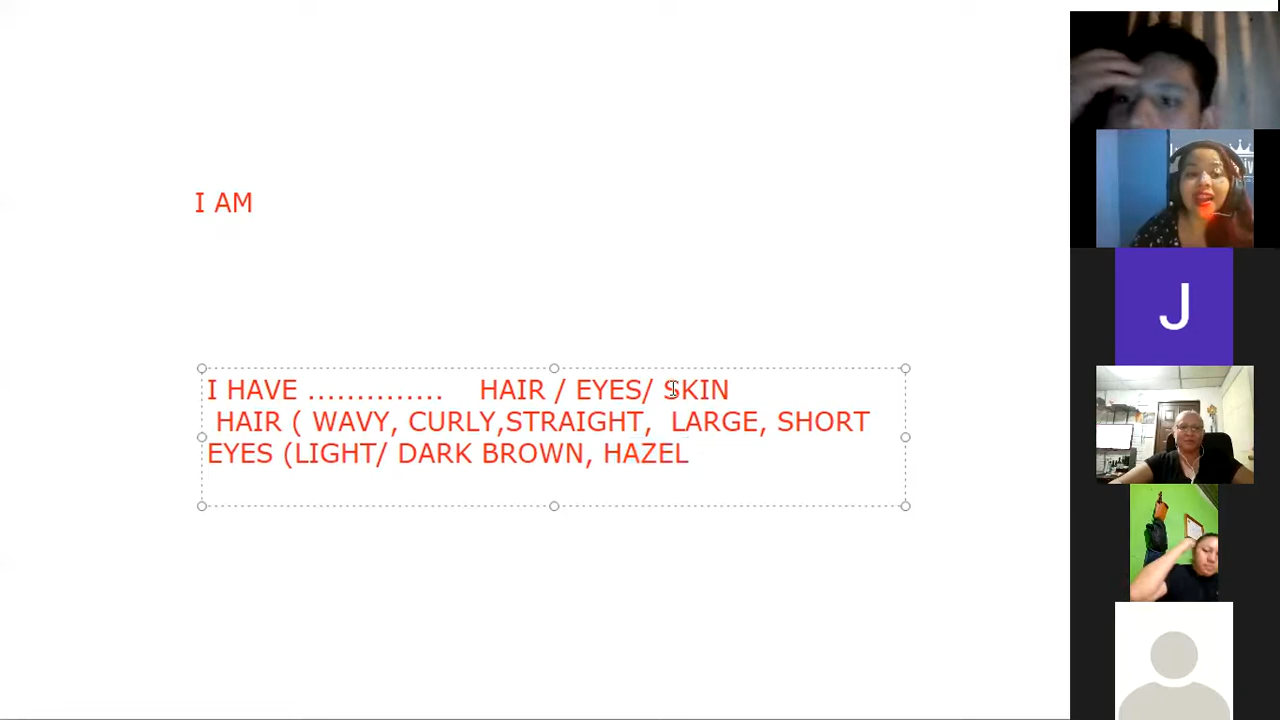 I AM
I HAVE .............. HAIR / EYES/ SKIN
HAIR ( WAVY, CURLY,STRAIGHT, LARGE, SHORT
EYES (LIGHT/ DARK BROWN, HAZEL
J